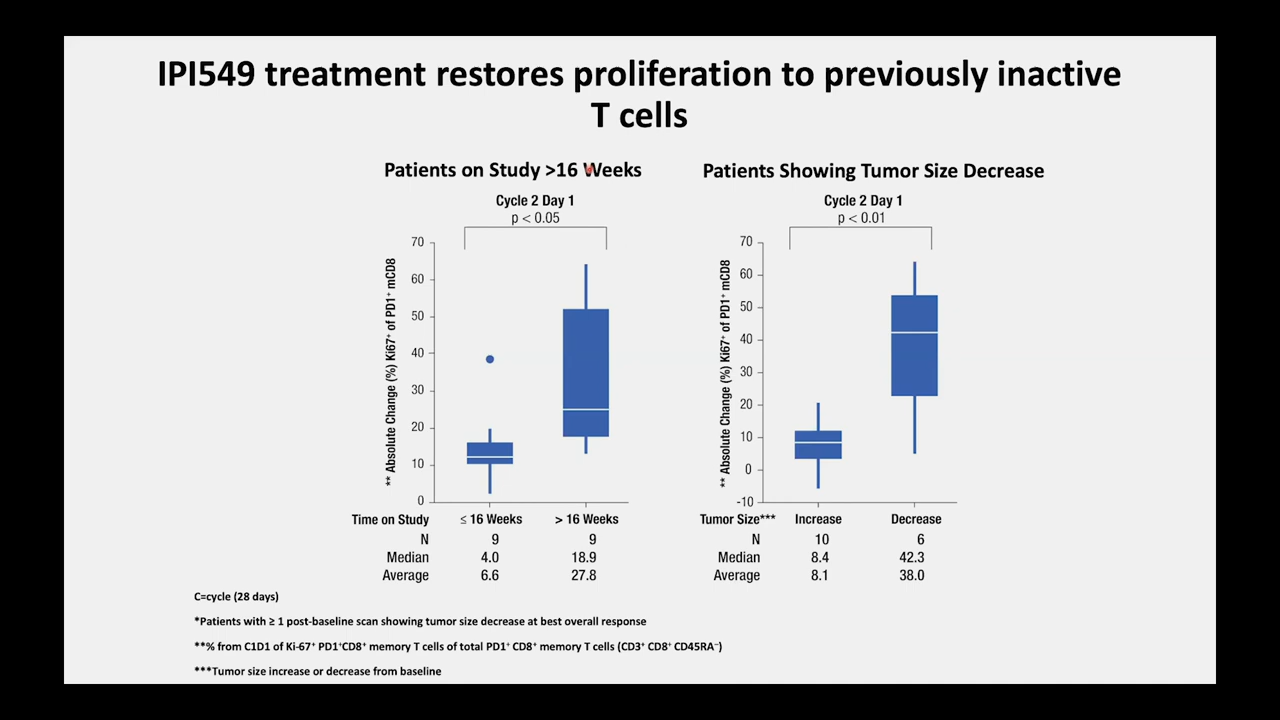 IPI549 treatment restores proliferation to previously inactive
T cells
Patients on Study >16 Weeks
Cycle 2 Day 1
p < 0.05
** Absolute Change (%) Ki67⁺ of PD1⁺ mCD8
70
60
50
40
30
20
10
0
Time on Study ≤ 16 Weeks > 16 Weeks
N 9 9
Median 4.0 18.9
Average 6.6 27.8
Patients Showing Tumor Size Decrease
Cycle 2 Day 1
p < 0.01
** Absolute Change (%) Ki67⁺ of PD1⁺ mCD8
70
60
50
40
30
20
10
0
-10
Tumor Size*** Increase Decrease
N 10 6
Median 8.4 42.3
Average 8.1 38.0
C=cycle (28 days)
*Patients with ≥ 1 post-baseline scan showing tumor size decrease at best overall response
**% from C1D1 of Ki-67⁺ PD1⁺CD8⁺ memory T cells of total PD1⁺ CD8⁺ memory T cells (CD3⁺ CD8⁺ CD45RA⁻)
***Tumor size increase or decrease from baseline